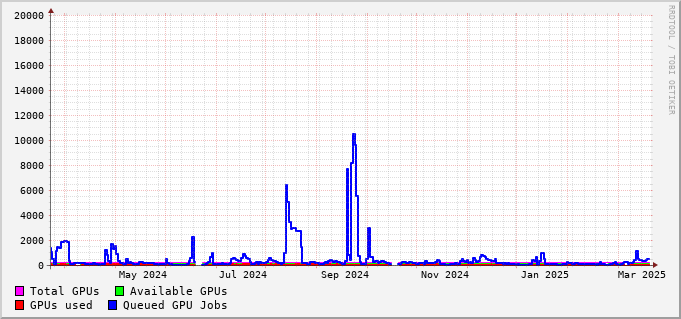 20000
18000
16000
14000
12000
10000
8000
6000
4000
2000
0
May 2024 Jul 2024 Sep 2024 Nov 2024 Jan 2025 Mar 2025
Total GPUs Available GPUs
GPUs used Queued GPU Jobs
RRDTOOL / TOBI OETIKER